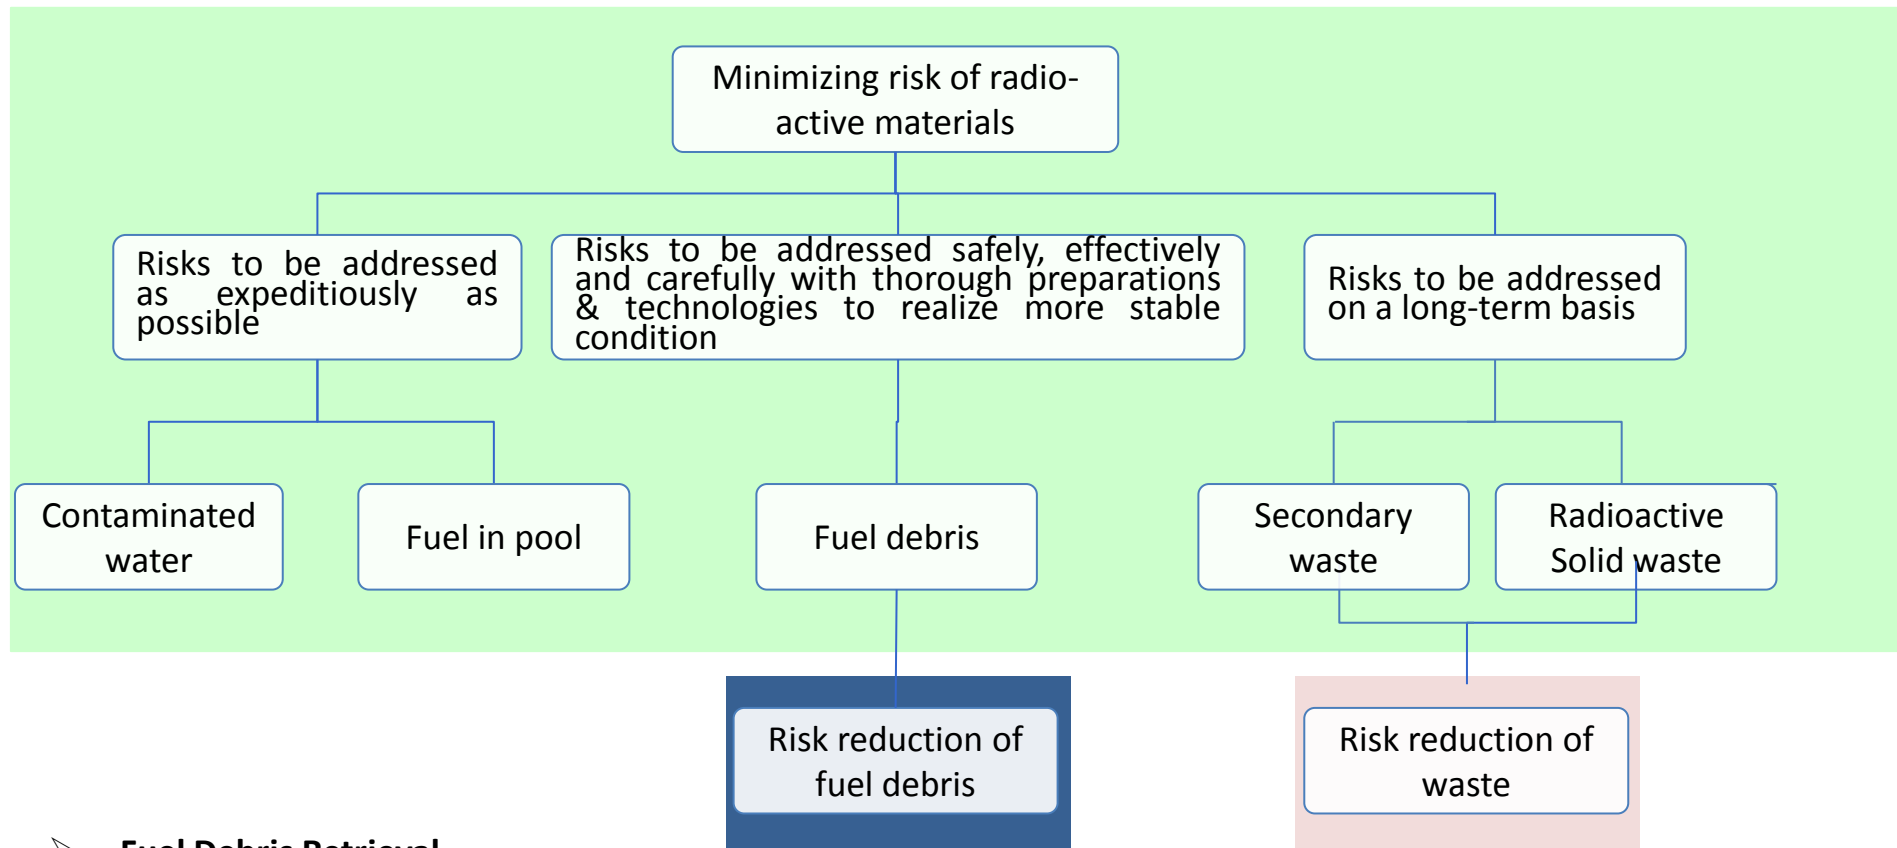 Minimizing risk of radio-
active materials
Risks to be addressed
as expeditiously as
possible
Risks to be addressed safely, effectively
and carefully with thorough preparations
& technologies to realize more stable
condition
Risks to be addressed
on a long-term basis
Contaminated
water
Fuel in pool
Fuel debris
Secondary
waste
Radioactive
Solid waste
Risk reduction of
fuel debris
Risk reduction of
waste
Fuel Debris Retrieval